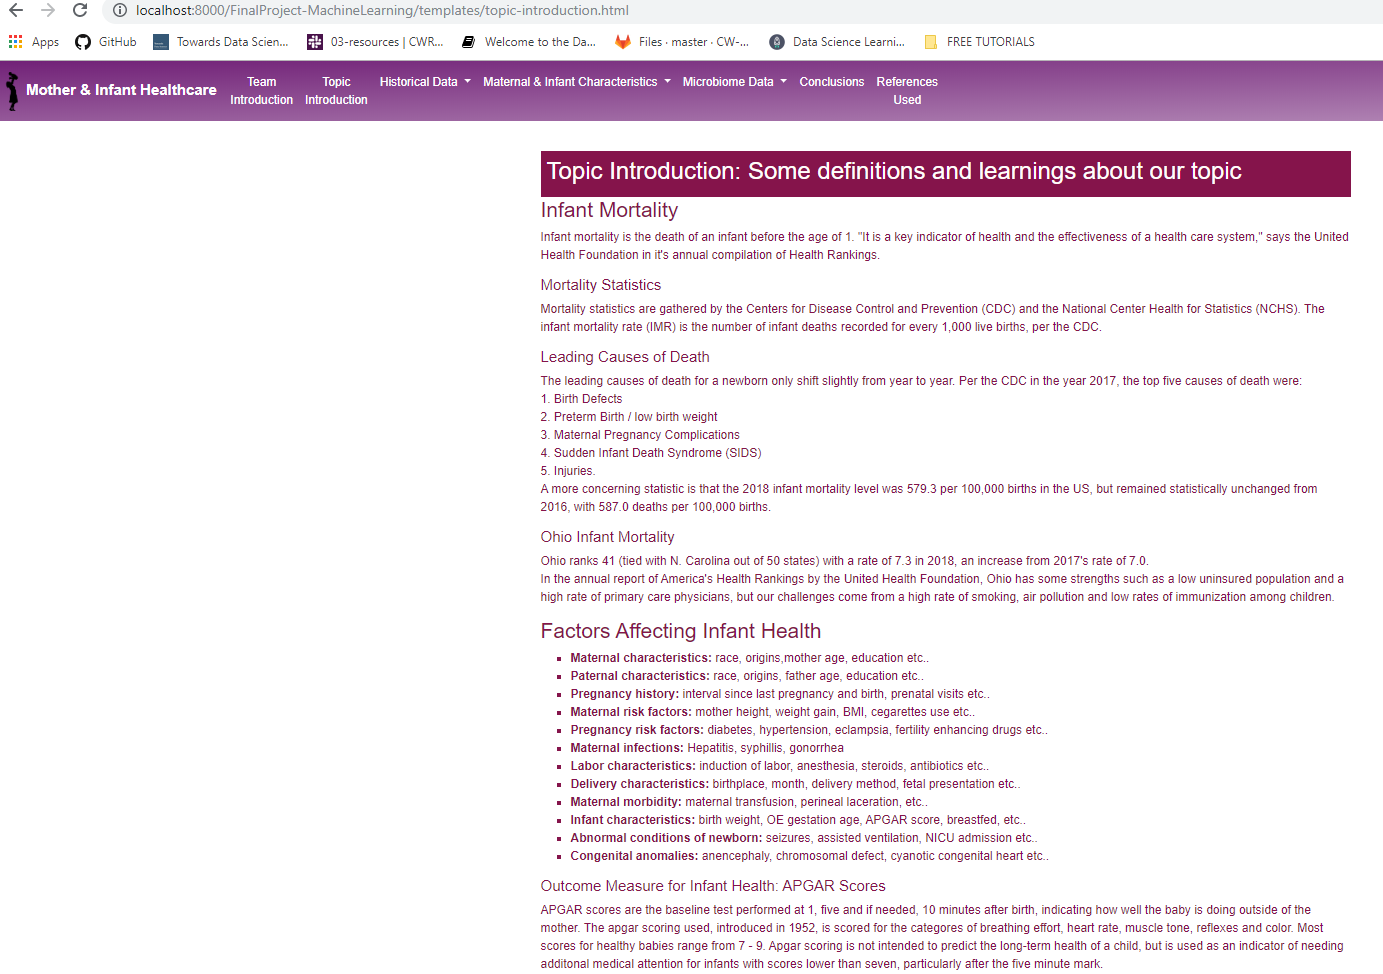 localhost:8000/FinalProject-MachineLearning/templates/topic-introduction.html
Apps GitHub Towards Data Scien... 03-resources | CWR... Welcome to the Da... Files · master · CW-... Data Science Learni... FREE TUTORIALS
Mother & Infant Healthcare
Team Introduction
Topic Introduction
Historical Data
Maternal & Infant Characteristics
Microbiome Data
Conclusions
References Used
Topic Introduction: Some definitions and learnings about our topic
Infant Mortality
Infant mortality is the death of an infant before the age of 1. "It is a key indicator of health and the effectiveness of a health care system," says the United
Health Foundation in it's annual compilation of Health Rankings.
Mortality Statistics
Mortality statistics are gathered by the Centers for Disease Control and Prevention (CDC) and the National Center Health for Statistics (NCHS). The
infant mortality rate (IMR) is the number of infant deaths recorded for every 1,000 live births, per the CDC.
Leading Causes of Death
The leading causes of death for a newborn only shift slightly from year to year. Per the CDC in the year 2017, the top five causes of death were:
1. Birth Defects
2. Preterm Birth / low birth weight
3. Maternal Pregnancy Complications
4. Sudden Infant Death Syndrome (SIDS)
5. Injuries.
A more concerning statistic is that the 2018 infant mortality level was 579.3 per 100,000 births in the US, but remained statistically unchanged from
2016, with 587.0 deaths per 100,000 births.
Ohio Infant Mortality
Ohio ranks 41 (tied with N. Carolina out of 50 states) with a rate of 7.3 in 2018, an increase from 2017's rate of 7.0.
In the annual report of America's Health Rankings by the United Health Foundation, Ohio has some strengths such as a low uninsured population and a
high rate of primary care physicians, but our challenges come from a high rate of smoking, air pollution and low rates of immunization among children.
Factors Affecting Infant Health
Maternal characteristics: race, origins,mother age, education etc..
Paternal characteristics: race, origins, father age, education etc..
Pregnancy history: interval since last pregnancy and birth, prenatal visits etc..
Maternal risk factors: mother height, weight gain, BMI, cegarettes use etc..
Pregnancy risk factors: diabetes, hypertension, eclampsia, fertility enhancing drugs etc..
Maternal infections: Hepatitis, syphillis, gonorrhea
Labor characteristics: induction of labor, anesthesia, steroids, antibiotics etc..
Delivery characteristics: birthplace, month, delivery method, fetal presentation etc..
Maternal morbidity: maternal transfusion, perineal laceration, etc..
Infant characteristics: birth weight, OE gestation age, APGAR score, breastfed, etc..
Abnormal conditions of newborn: seizures, assisted ventilation, NICU admission etc..
Congenital anomalies: anencephaly, chromosomal defect, cyanotic congenital heart etc..
Outcome Measure for Infant Health: APGAR Scores
APGAR scores are the baseline test performed at 1, five and if needed, 10 minutes after birth, indicating how well the baby is doing outside of the
mother. The apgar scoring used, introduced in 1952, is scored for the categores of breathing effort, heart rate, muscle tone, reflexes and color. Most
scores for healthy babies range from 7 - 9. Apgar scoring is not intended to predict the long-term health of a child, but is used as an indicator of needing
additonal medical attention for infants with scores lower than seven, particularly after the five minute mark.